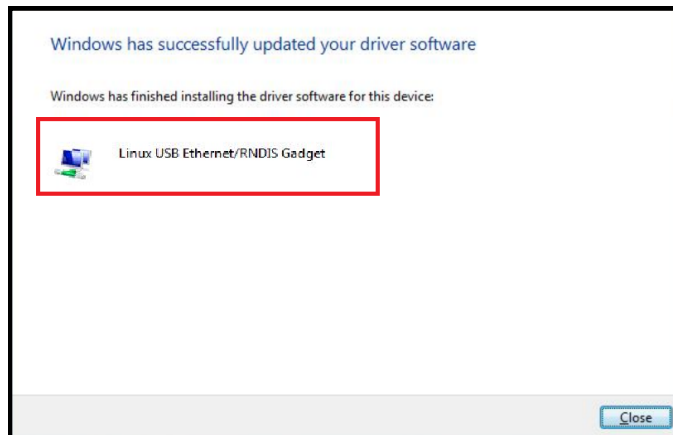 Windows has successfully updated your driver software
Windows has finished installing the driver software for this device:
Linux USB Ethernet/RNDIS Gadget
Close